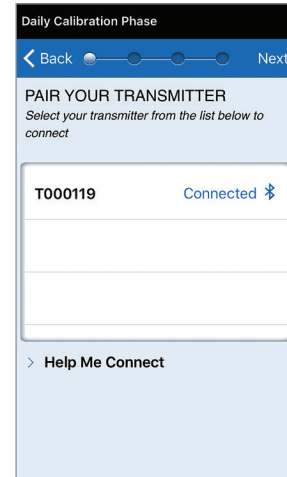 Daily Calibration Phase
Back Next
PAIR YOUR TRANSMITTER
Select your transmitter from the list below to
connect
T000119 Connected
Help Me Connect